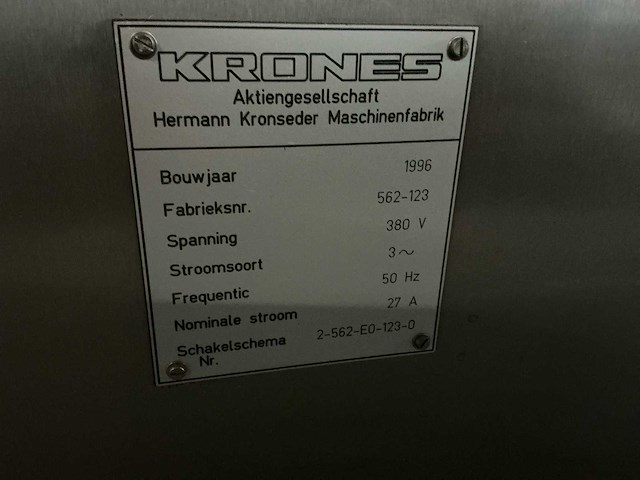 KRONES
Aktiengesellschaft
Hermann Kronseder Maschinenfabrik
Bouwjaar 1996
Fabrieksnr. 562-123
Spanning 380 V
Stroomsoort 3~
Frequentic 50 Hz
Nominale stroom 27 A
Schakelschema 2-562-E0-123-0
Nr.